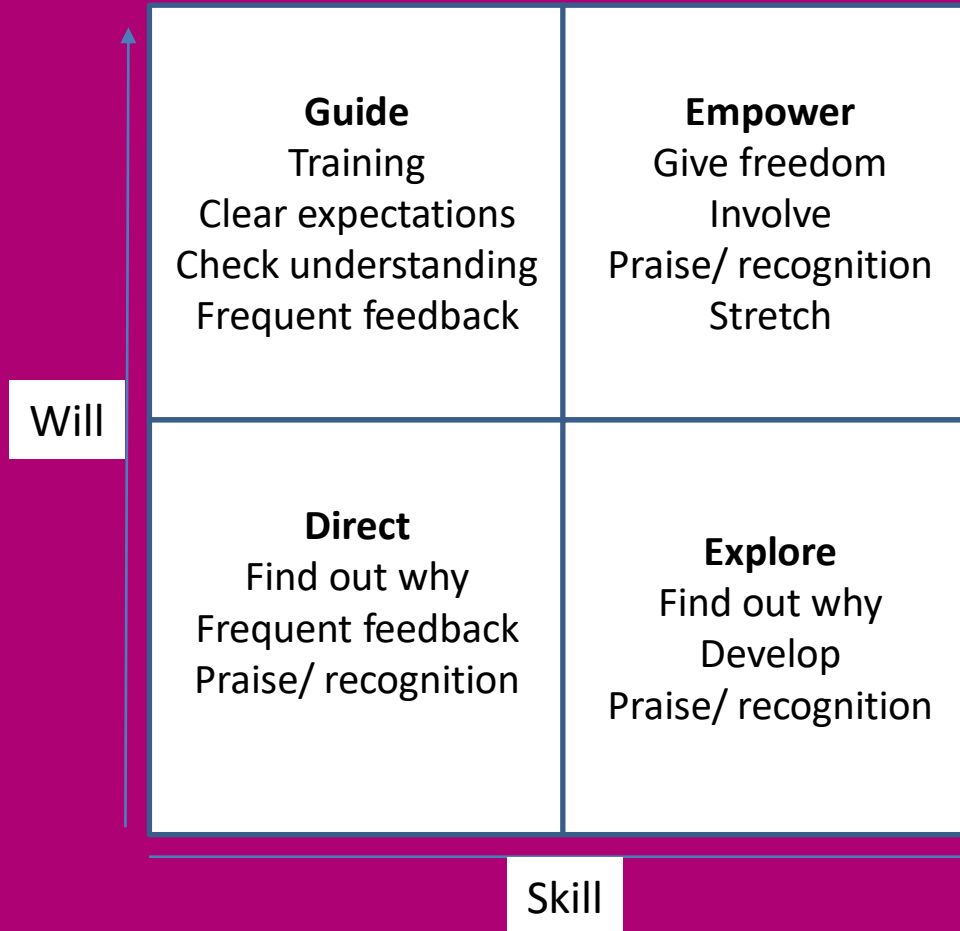 Guide
Training
Clear expectations
Check understanding
Frequent feedback
Empower
Give freedom
Involve
Praise/ recognition
Stretch
Will
Direct
Find out why
Frequent feedback
Praise/ recognition
Explore
Find out why
Develop
Praise/ recognition
Skill